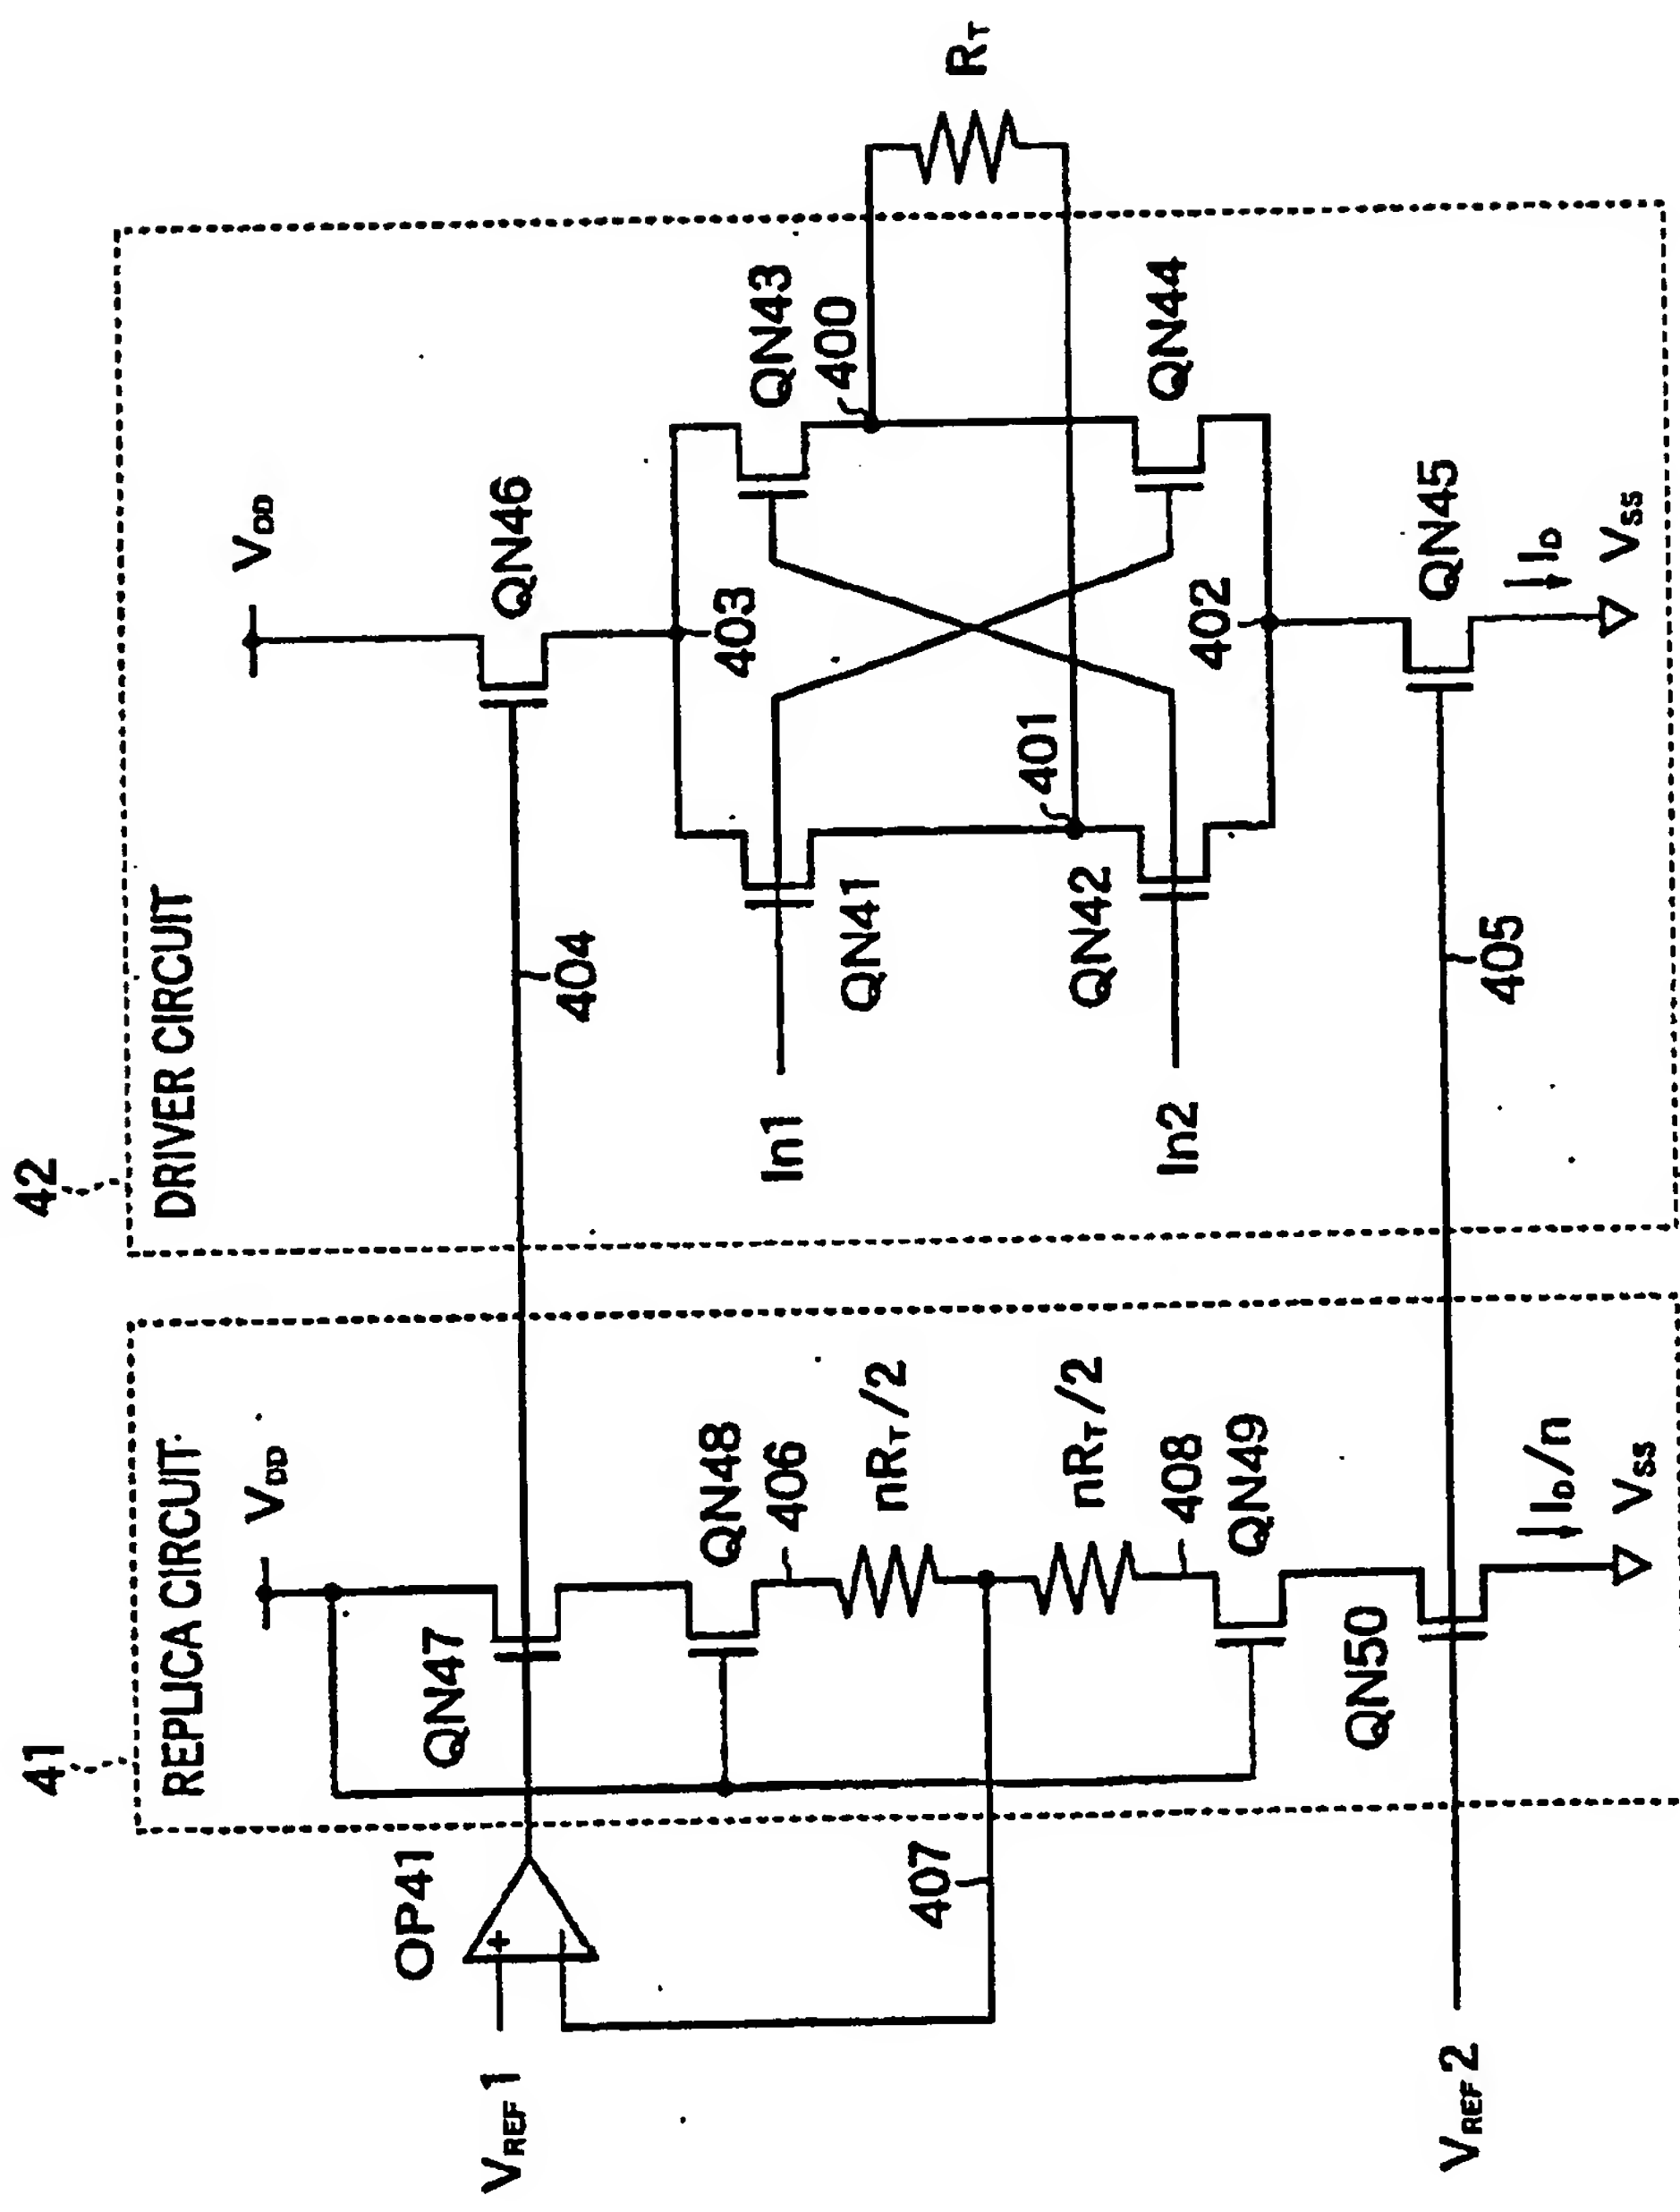 41
REPLICA CIRCUIT
VDD
QN47
QN48
406
nRT/2
nRT/2
408
QN49
QN50
ID/n
VSS
OP41
+
407
VREF 1
VREF 2
42
DRIVER CIRCUIT
VDD
QN46
404
403
QN43
400
RT
In1
QN41
401
In2
QN42
QN44
402
405
QN45
ID
VSS